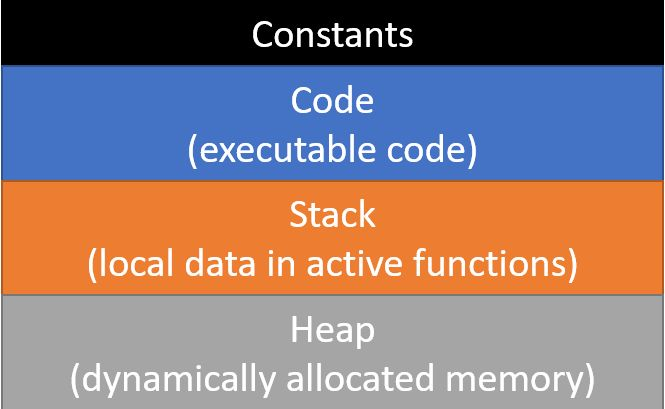 Constants
Code
(executable code)
Stack
(local data in active functions)
Heap
(dynamically allocated memory)